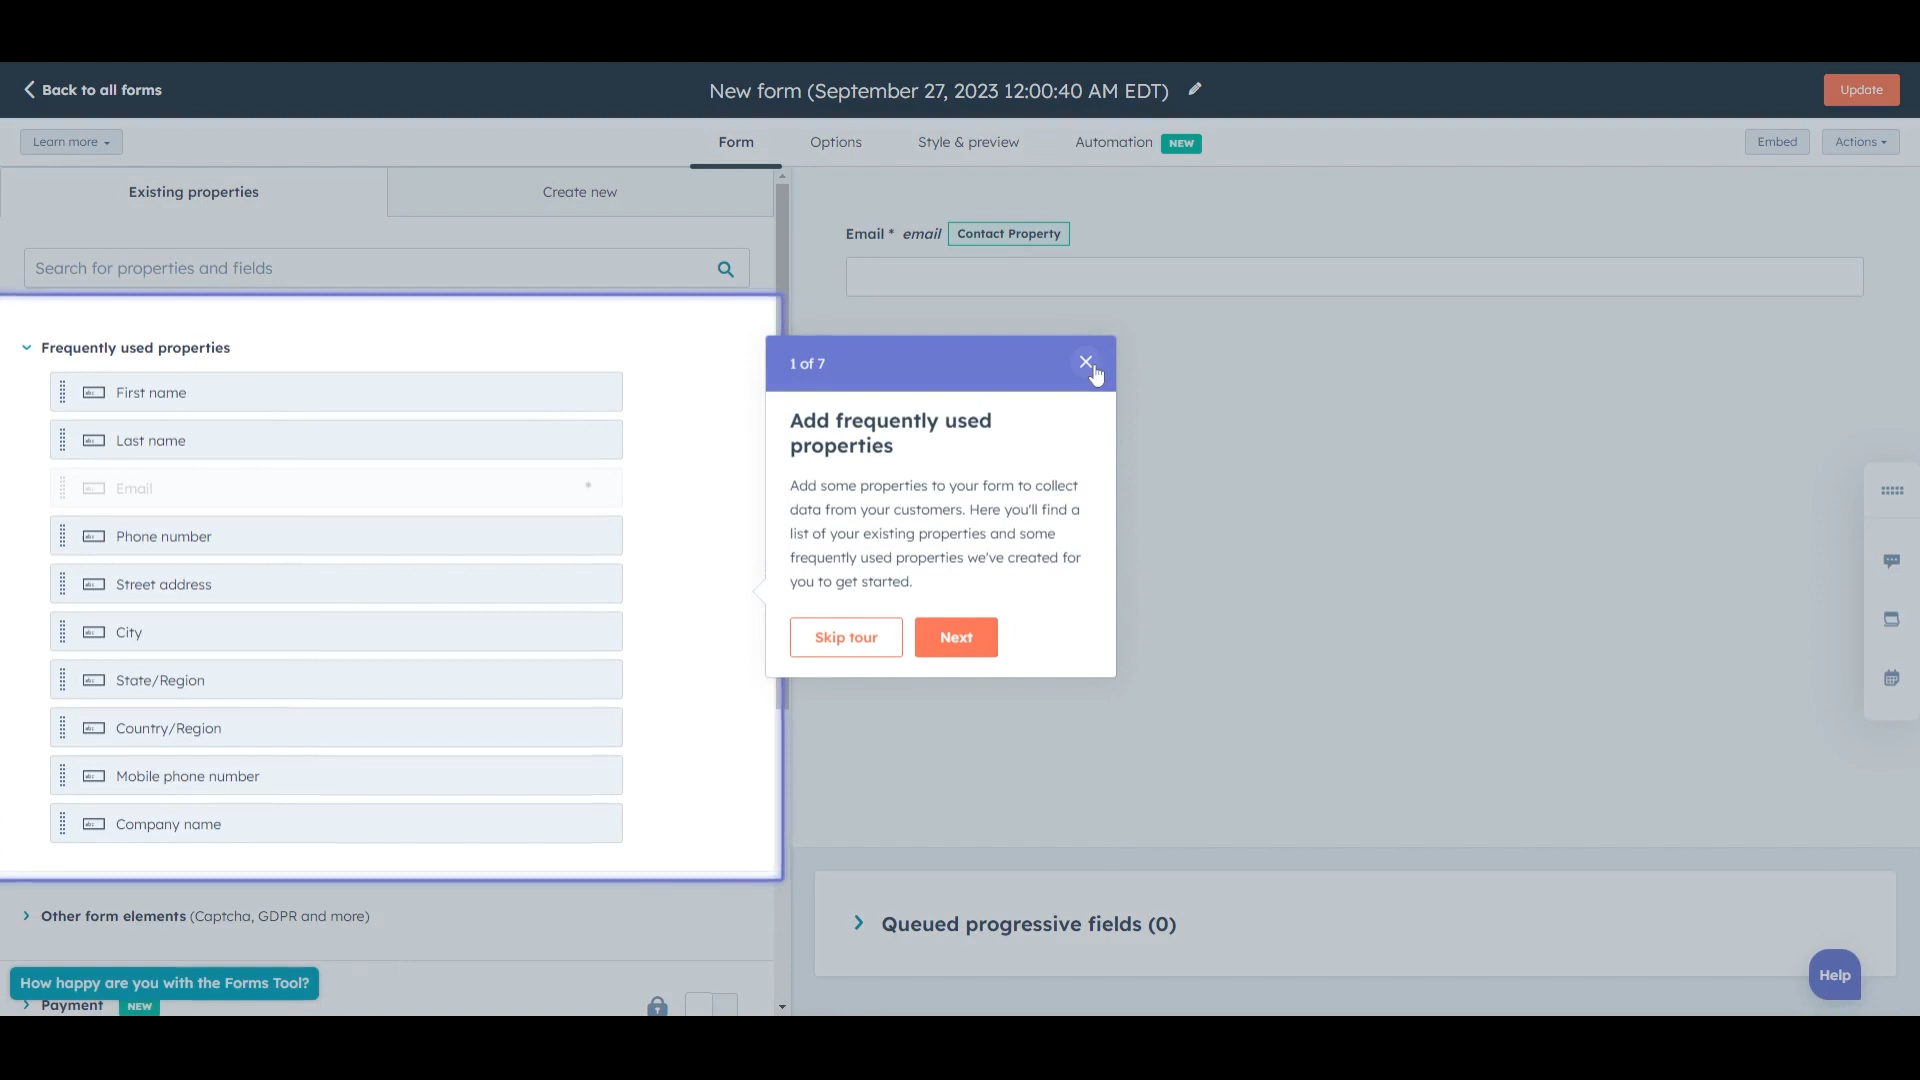 Back to all forms
New form (September 27, 2023 12:00:40 AM EDT)
Update
Learn more
Form
Options
Style & preview
Automation NEW
Embed
Actions
Existing properties
Create new
Search for properties and fields
Email * email Contact Property
Frequently used properties
First name
Last name
Email
Phone number
Street address
City
State/Region
Country/Region
Mobile phone number
Company name
1 of 7
Add frequently used
properties
Add some properties to your form to collect
data from your customers. Here you'll find a
list of your existing properties and some
frequently used properties we've created for
you to get started.
Skip tour
Next
Other form elements (Captcha, GDPR and more)
How happy are you with the Forms Tool?
Payment NEW
Queued progressive fields (0)
Help